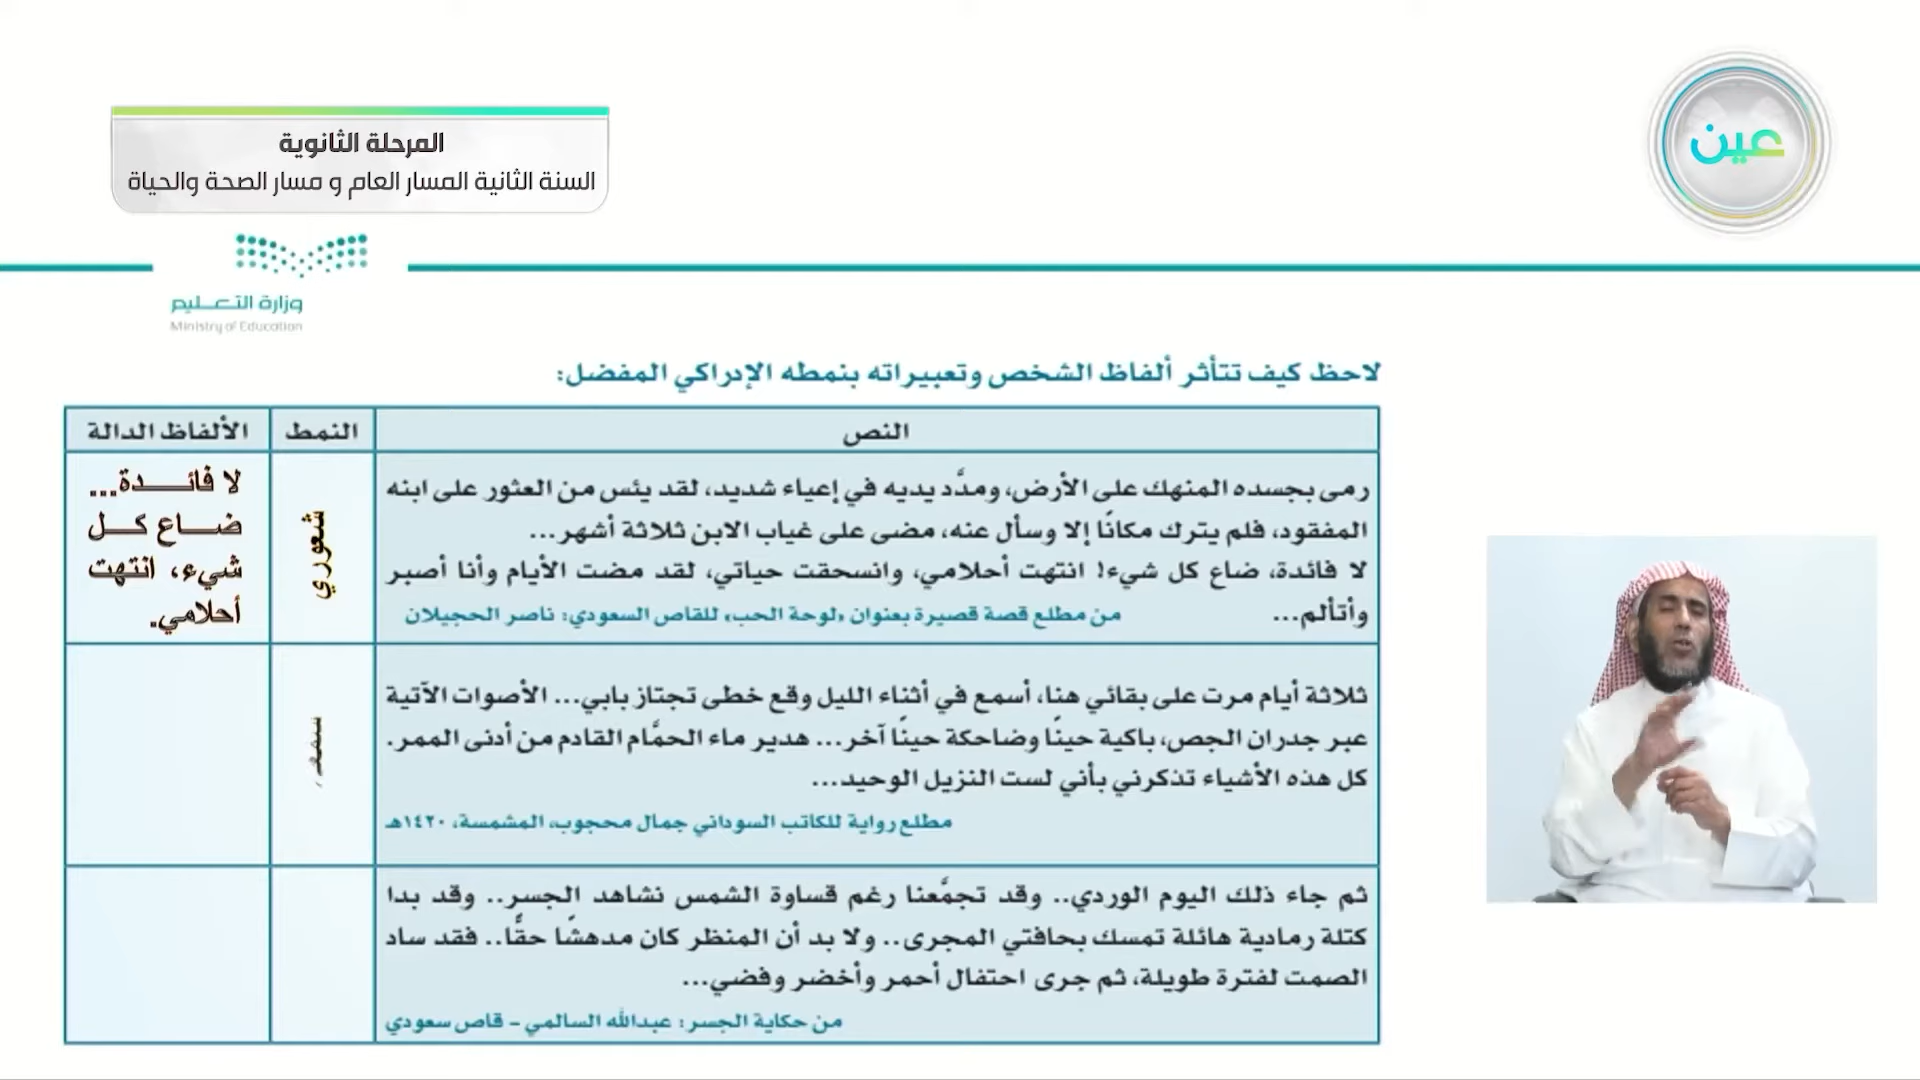 المرحلة الثانوية
السنة الثانية المسار العام و مسار الصحة والحياة
عين
وزارة التعليم
Ministry of Education
لاحظ كيف تتأثر ألفاظ الشخص وتعبيراته بنمطه الإدراكي المفضل:
النص
النمط
الألفاظ الدالة
رمى بجسده المنهك على الأرض، ومدَّد يديه في إعياء شديد، لقد يئس من العثور على ابنه
المفقود، فلم يترك مكانًا إلا وسأل عنه، مضى على غياب الابن ثلاثة أشهر...
لا فائدة، ضاع كل شيء! انتهت أحلامي، وانسحقت حياتي، لقد مضت الأيام وأنا أصبر
وأتألم...
من مطلع قصة قصيرة بعنوان «لوحة الحب» للقاص السعودي: ناصر الحجيلان
شعوري
لا فائدة...
ضاع كل
شيء، انتهت
أحلامي.
ثلاثة أيام مرت على بقائي هنا، أسمع في أثناء الليل وقع خطى تجتاز بابي... الأصوات الآتية
عبر جدران الجص، باكية حينًا وضاحكة حينًا آخر... هدير ماء الحمَّام القادم من أدنى الممر.
كل هذه الأشياء تذكرني بأني لست النزيل الوحيد...
مطلع رواية للكاتب السوداني جمال محجوب، المشمسة، ١٤٢٠هـ
ثم جاء ذلك اليوم الوردي.. وقد تجمَّعنا رغم قساوة الشمس نشاهد الجسر.. وقد بدا
كتلة رمادية هائلة تمسك بحافتي المجرى.. ولا بد أن المنظر كان مدهشًا حقًّا.. فقد ساد
الصمت لفترة طويلة، ثم جرى احتفال أحمر وأخضر وفضي...
من حكاية الجسر: عبدالله السالمي - قاص سعودي